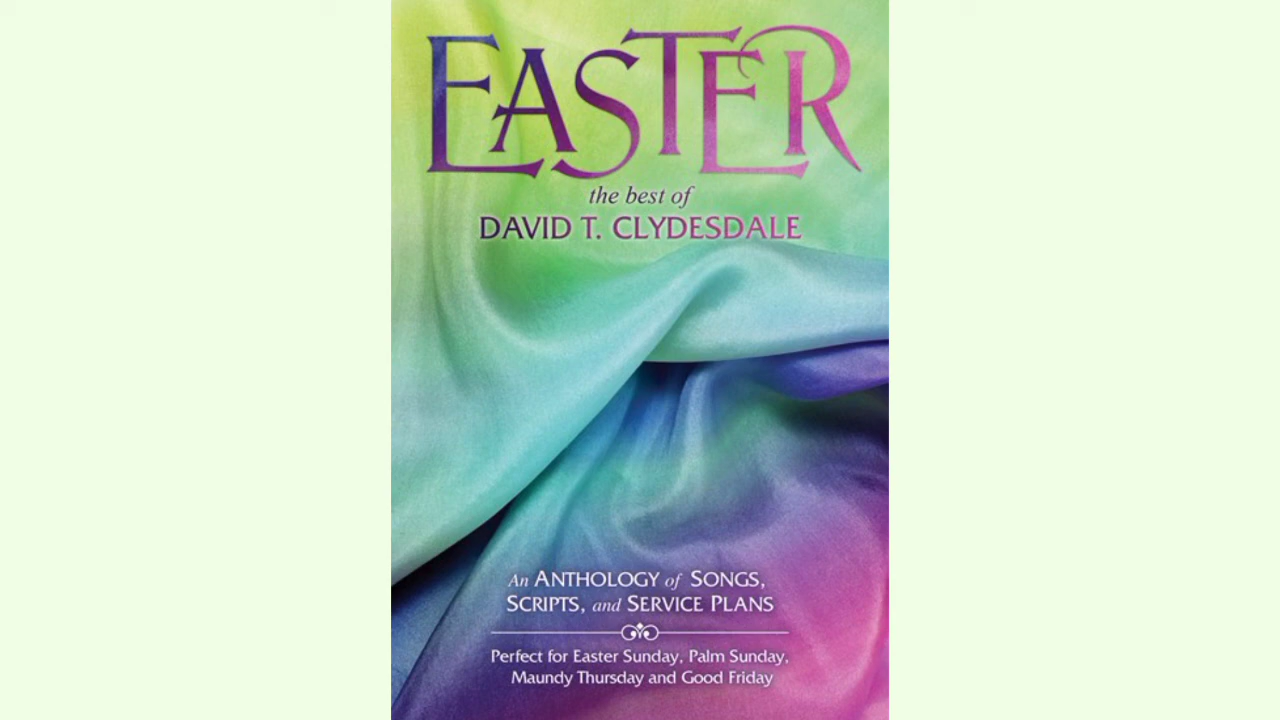 EASTER
the best of
DAVID T. CLYDESDALE
An ANTHOLOGY of SONGS,
SCRIPTS, and SERVICE PLANS
Perfect for Easter Sunday, Palm Sunday,
Maundy Thursday and Good Friday